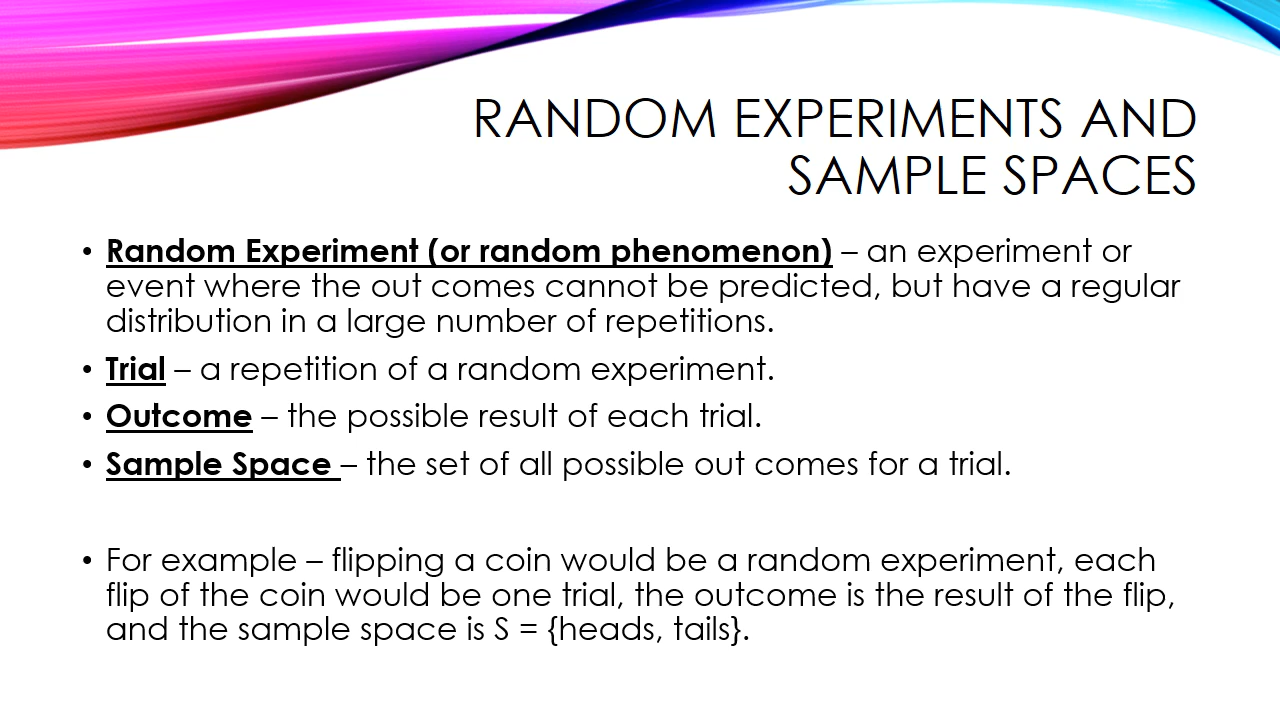 RANDOM EXPERIMENTS AND
SAMPLE SPACES
• Random Experiment (or random phenomenon) – an experiment or
event where the out comes cannot be predicted, but have a regular
distribution in a large number of repetitions.
• Trial – a repetition of a random experiment.
• Outcome – the possible result of each trial.
• Sample Space – the set of all possible out comes for a trial.
• For example – flipping a coin would be a random experiment, each
flip of the coin would be one trial, the outcome is the result of the flip,
and the sample space is S = {heads, tails}.